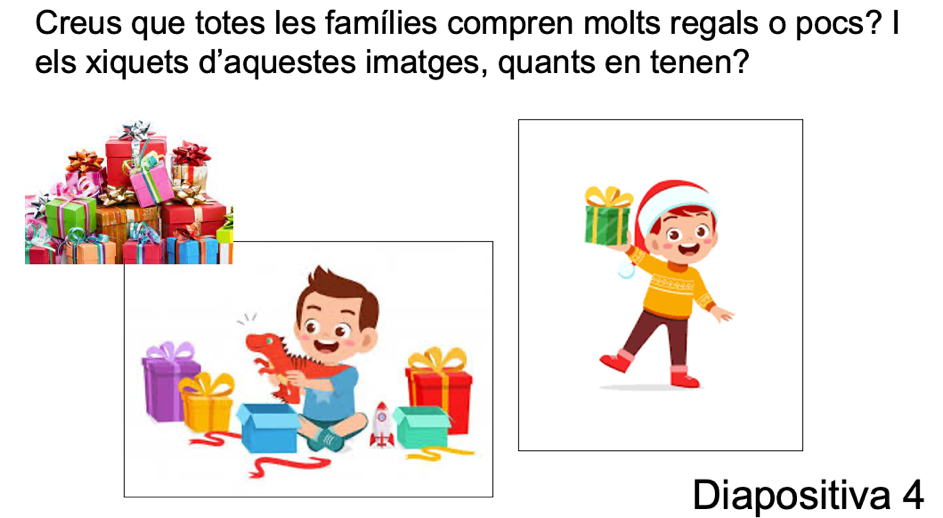 Creus que totes les famílies compren molts regals o pocs? I
els xiquets d’aquestes imatges, quants en tenen?
Diapositiva 4